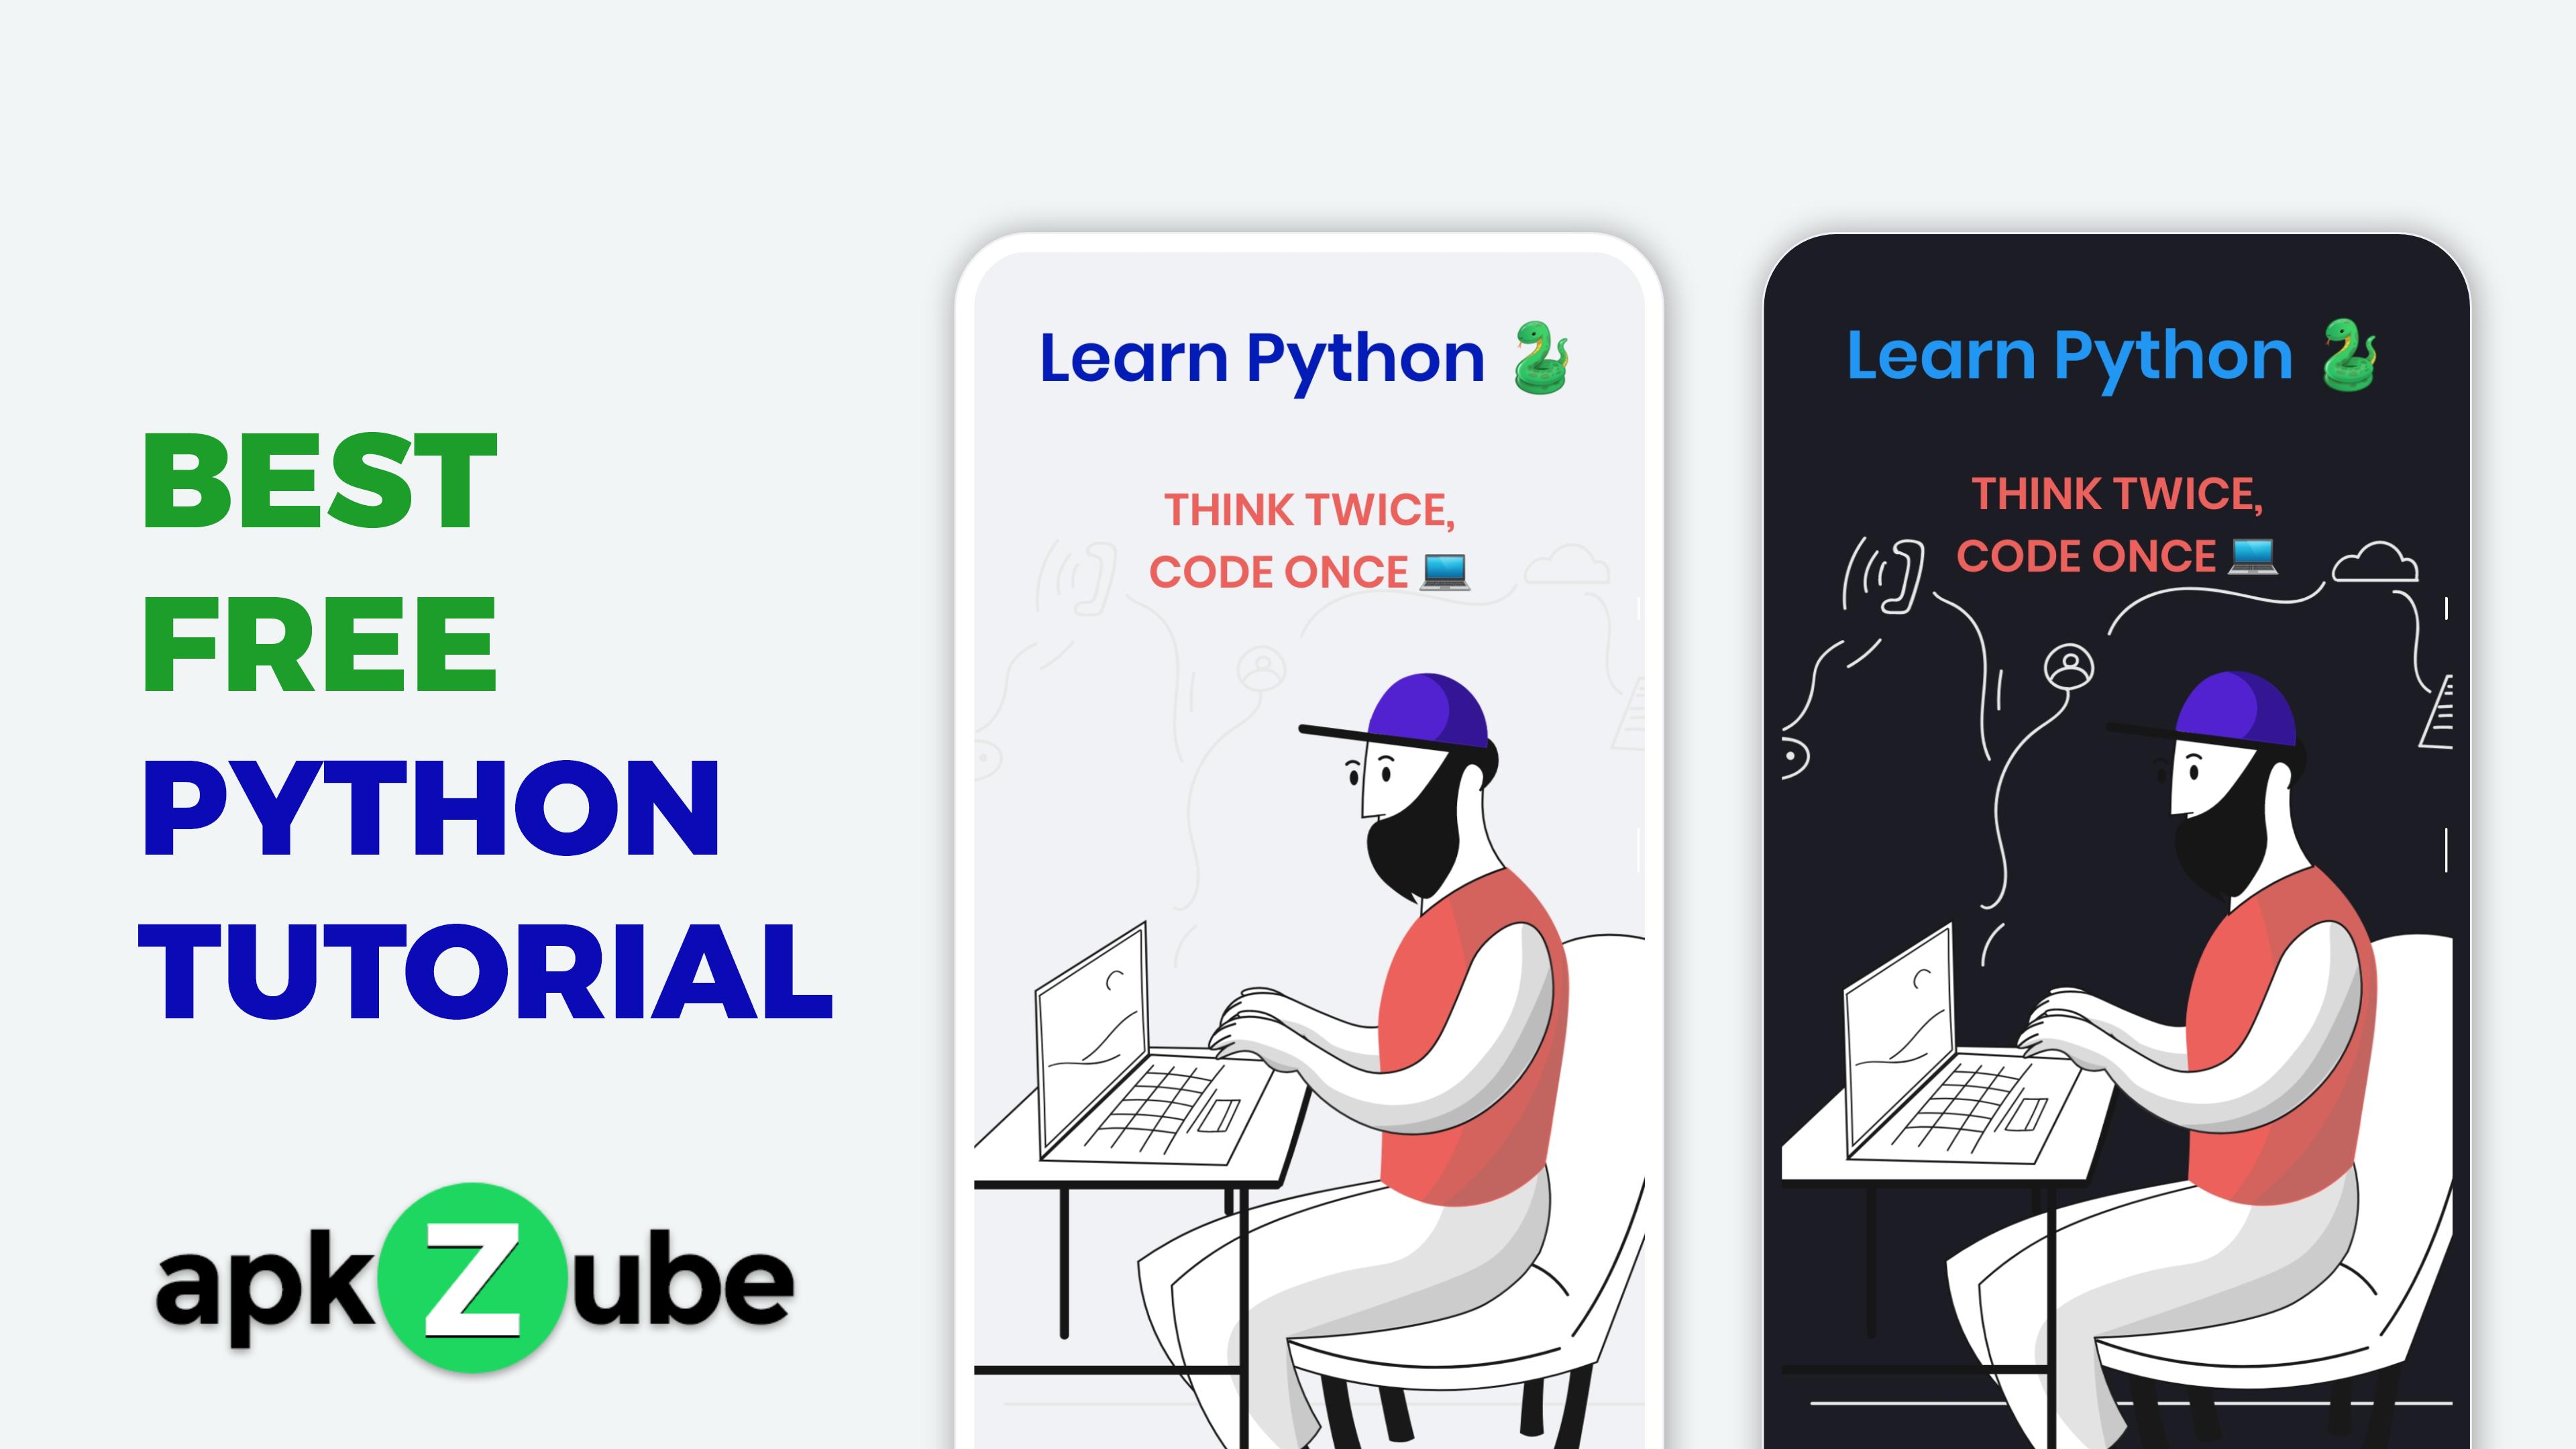 BEST
FREE
PYTHON
TUTORIAL
apkZube
Learn Python 🐍
THINK TWICE,
CODE ONCE 💻
Learn Python 🐍
THINK TWICE,
CODE ONCE 💻